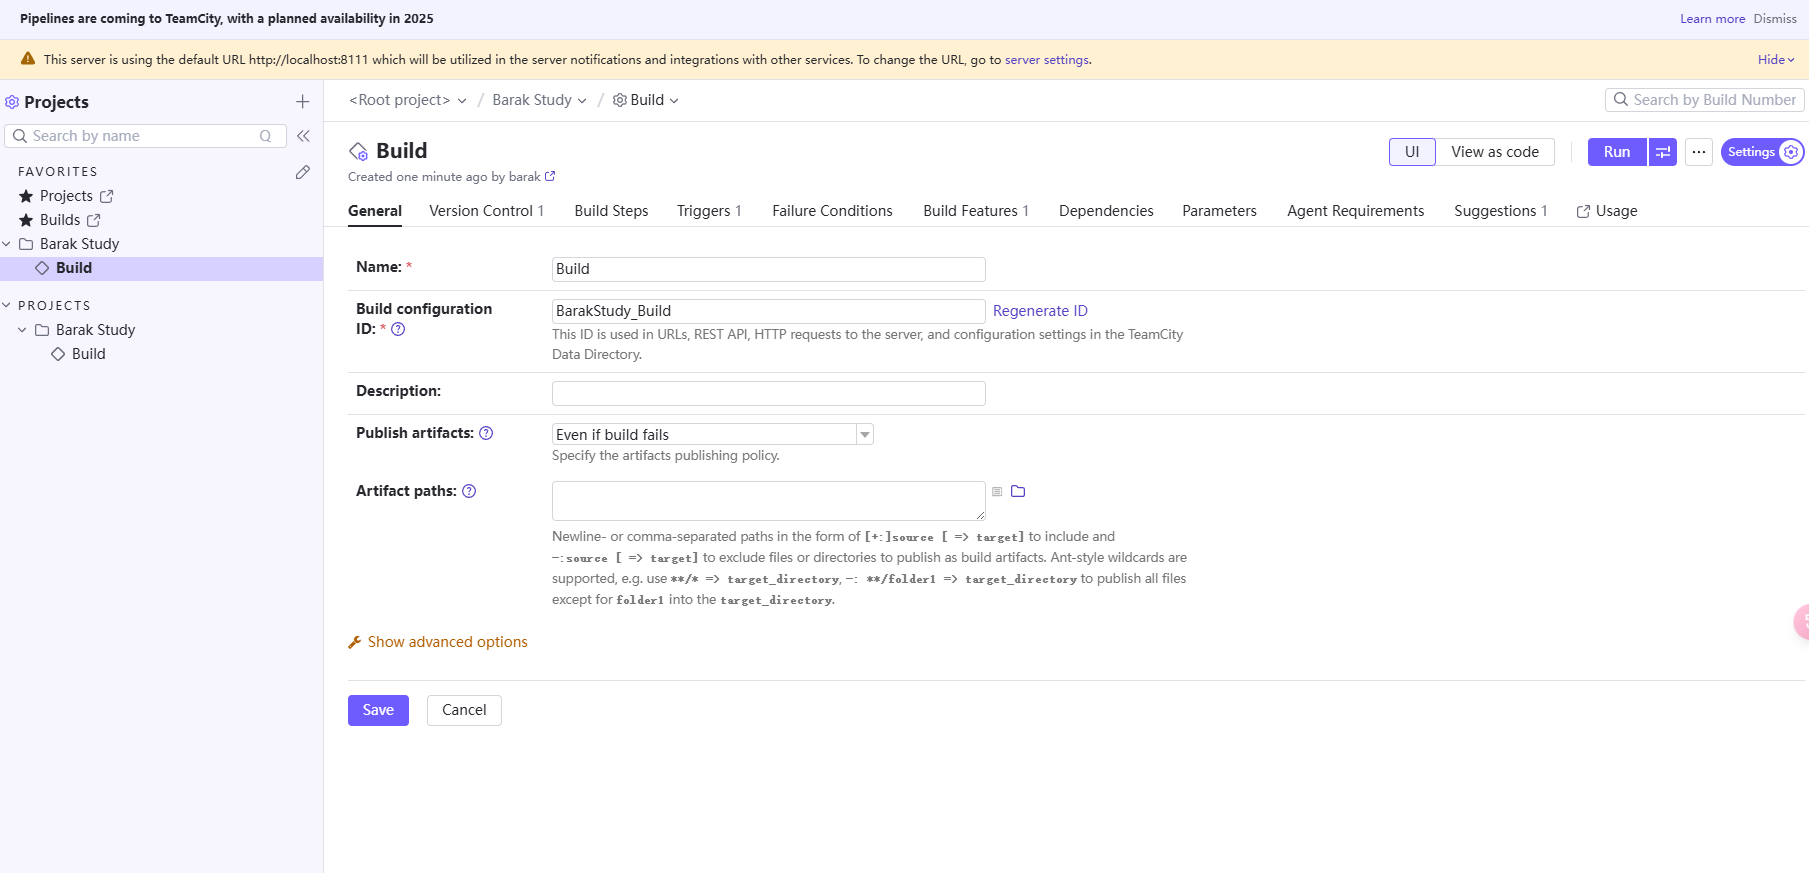 Pipelines are coming to TeamCity, with a planned availability in 2025
Learn more Dismiss
This server is using the default URL http://localhost:8111 which will be utilized in the server notifications and integrations with other services. To change the URL, go to server settings.
Hide
Projects
<Root project> / Barak Study / Build
Search by Build Number
Search by name Q
Build
UI View as code Run ... Settings
Created one minute ago by barak
FAVORITES
Projects
Builds
Barak Study
Build
PROJECTS
Barak Study
Build
General Version Control 1 Build Steps Triggers 1 Failure Conditions Build Features 1 Dependencies Parameters Agent Requirements Suggestions 1 Usage
Name: * Build
Build configuration
ID: * ?
BarakStudy_Build Regenerate ID
This ID is used in URLs, REST API, HTTP requests to the server, and configuration settings in the TeamCity
Data Directory.
Description:
Publish artifacts: ? Even if build fails
Specify the artifacts publishing policy.
Artifact paths: ?
Newline- or comma-separated paths in the form of [+:]source [ => target] to include and
-:source [ => target] to exclude files or directories to publish as build artifacts. Ant-style wildcards are
supported, e.g. use **/* => target_directory, -: **/folder1 => target_directory to publish all files
except for folder1 into the target_directory.
Show advanced options
Save Cancel